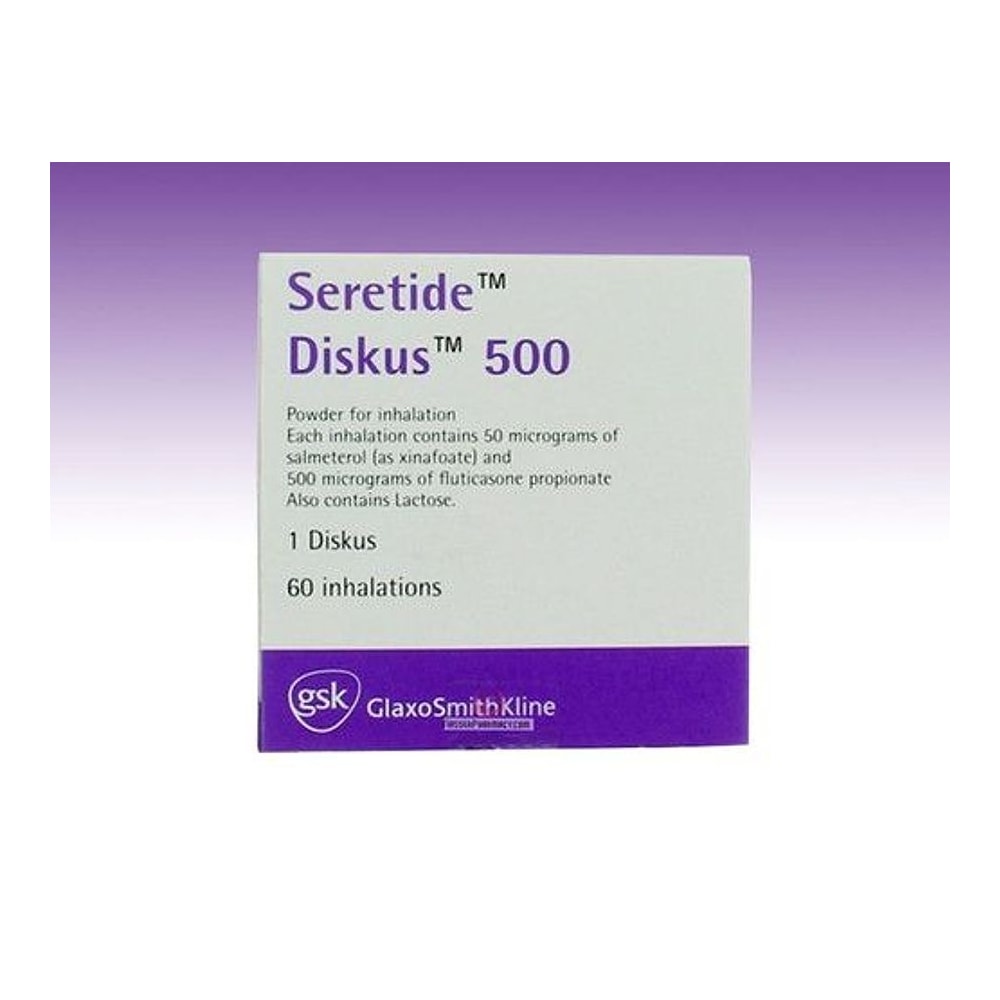 Seretide™
Diskus™ 500
Powder for inhalation
Each inhalation contains 50 micrograms of
salmeterol (as xinafoate) and
500 micrograms of fluticasone propionate
Also contains Lactose.
1 Diskus
60 inhalations
gsk GlaxoSmithKline